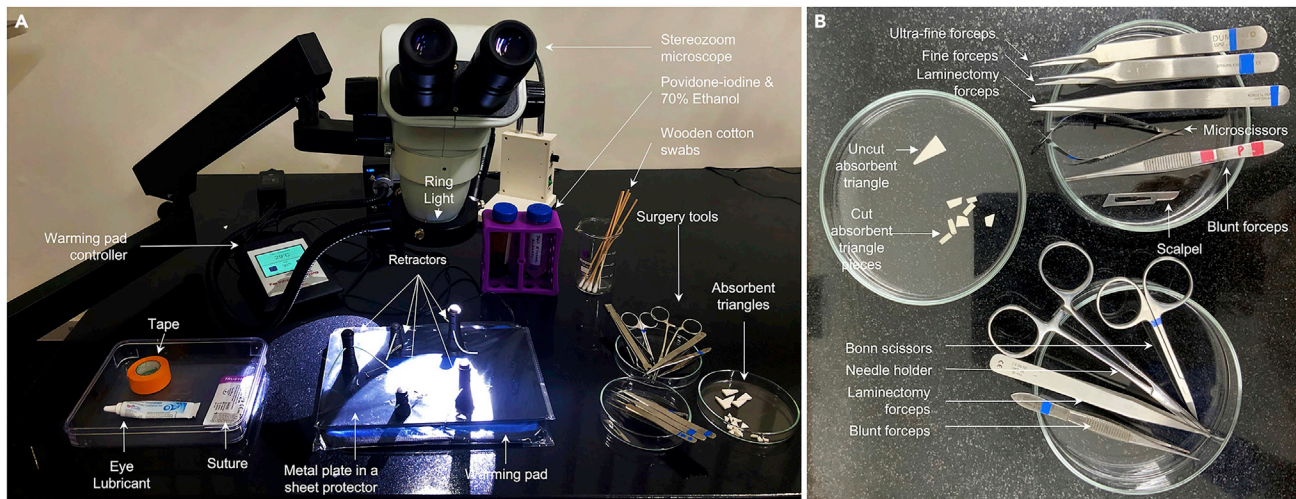 A
Stereozoom
microscope
Povidone-iodine &
70% Ethanol
Wooden cotton
swabs
Ring
Light
Surgery tools
Warming pad
controller
Retractors
Absorbent
triangles
Tape
Eye
Lubricant
Suture
Metal plate in a
sheet protector
Warming pad
B
Ultra-fine forceps
Fine forceps
Laminectomy
forceps
Microscissors
Uncut
absorbent
triangle
Cut
absorbent
triangle
pieces
Blunt forceps
Scalpel
Bonn scissors
Needle holder
Laminectomy
forceps
Blunt forceps